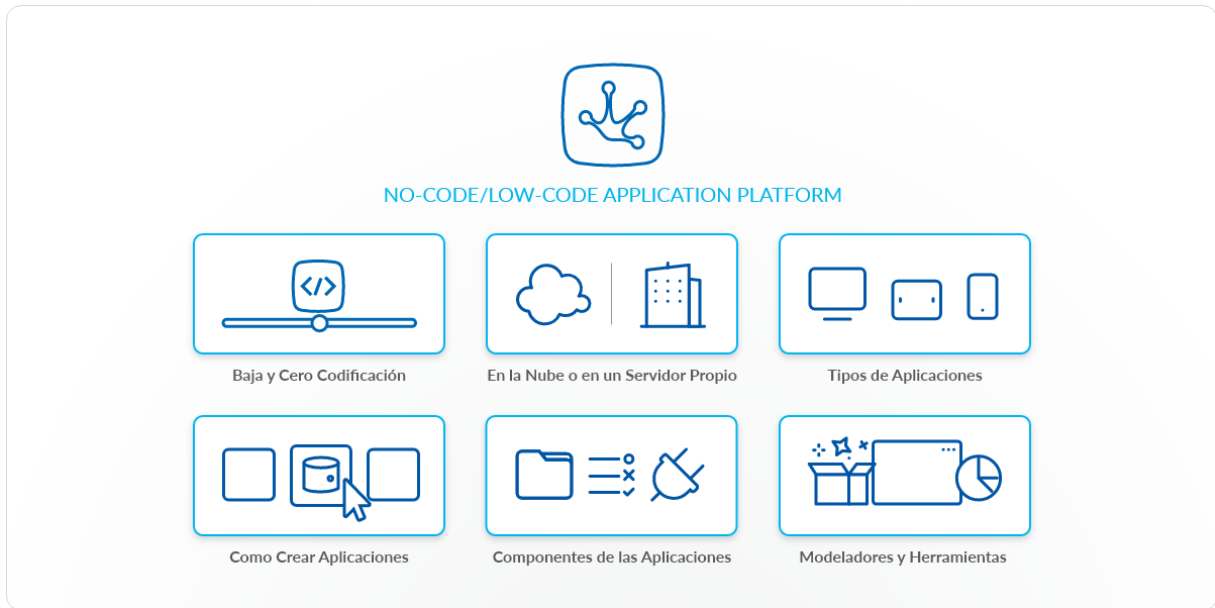 NO-CODE/LOW-CODE APPLICATION PLATFORM
Baja y Cero Codificación
En la Nube o en un Servidor Propio
Tipos de Aplicaciones
Como Crear Aplicaciones
Componentes de las Aplicaciones
Modeladores y Herramientas